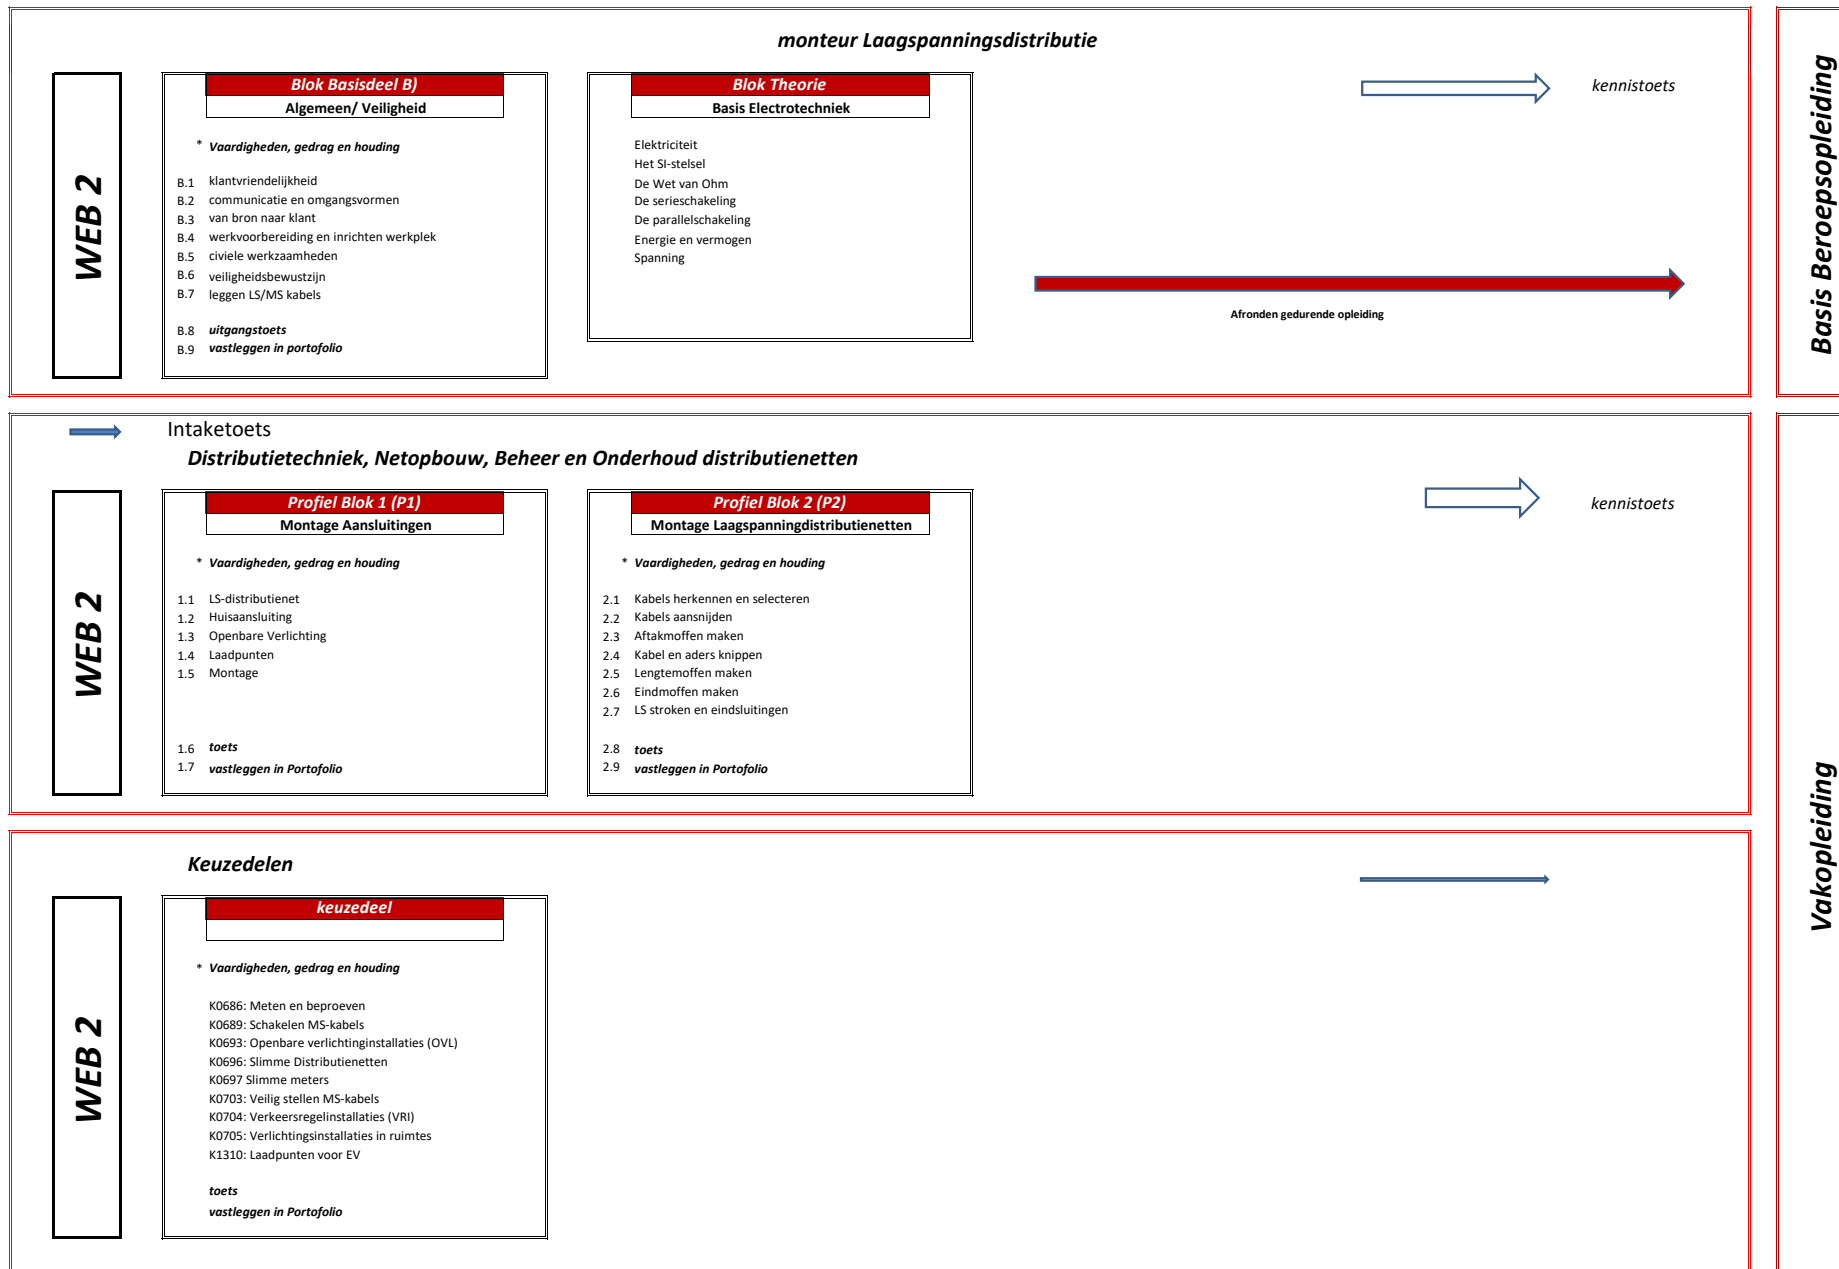 monteur Laagspanningsdistributie
WEB 2
Blok Basisdeel B)
Algemeen/ Veiligheid
* Vaardigheden, gedrag en houding
B.1 klantvriendelijkheid
B.2 communicatie en omgangsvormen
B.3 van bron naar klant
B.4 werkvoorbereiding en inrichten werkplek
B.5 civiele werkzaamheden
B.6 veiligheidsbewustzijn
B.7 leggen LS/MS kabels
B.8 uitgangstoets
B.9 vastleggen in portofolio
Blok Theorie
Basis Electrotechniek
Elektriciteit
Het SI-stelsel
De Wet van Ohm
De serieschakeling
De parallelschakeling
Energie en vermogen
Spanning
kennistoets
Afronden gedurende opleiding
Basis Beroepsopleiding
Intaketoets
Distributietechniek, Netopbouw, Beheer en Onderhoud distributienetten
WEB 2
Profiel Blok 1 (P1)
Montage Aansluitingen
* Vaardigheden, gedrag en houding
1.1 LS-distributienet
1.2 Huisaansluiting
1.3 Openbare Verlichting
1.4 Laadpunten
1.5 Montage
1.6 toets
1.7 vastleggen in Portofolio
Profiel Blok 2 (P2)
Montage Laagspanningdistributienetten
* Vaardigheden, gedrag en houding
2.1 Kabels herkennen en selecteren
2.2 Kabels aansnijden
2.3 Aftakmoffen maken
2.4 Kabel en aders knippen
2.5 Lengtemoffen maken
2.6 Eindmoffen maken
2.7 LS stroken en eindsluitingen
2.8 toets
2.9 vastleggen in Portofolio
kennistoets
Vakopleiding
Keuzedelen
WEB 2
keuzedeel
* Vaardigheden, gedrag en houding
K0686: Meten en beproeven
K0689: Schakelen MS-kabels
K0693: Openbare verlichtinginstallaties (OVL)
K0696: Slimme Distributienetten
K0697 Slimme meters
K0703: Veilig stellen MS-kabels
K0704: Verkeersregelinstallaties (VRI)
K0705: Verlichtingsinstallaties in ruimtes
K1310: Laadpunten voor EV
toets
vastleggen in Portofolio